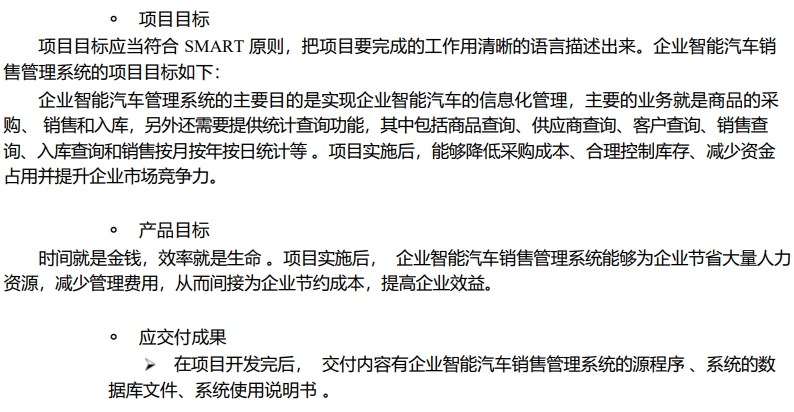 项目目标
项目目标应当符合 SMART 原则，把项目要完成的工作用清晰的语言描述出来。企业智能汽车销
售管理系统的项目目标如下：
企业智能汽车管理系统的主要目的是实现企业智能汽车的信息化管理，主要的业务就是商品的采
购、 销售和入库，另外还需要提供统计查询功能，其中包括商品查询、供应商查询、客户查询、销售查
询、入库查询和销售按月按年按日统计等 。项目实施后，能够降低采购成本、合理控制库存、减少资金
占用并提升企业市场竞争力。
产品目标
时间就是金钱，效率就是生命 。项目实施后， 企业智能汽车销售管理系统能够为企业节省大量人力
资源，减少管理费用，从而间接为企业节约成本，提高企业效益。
应交付成果
在项目开发完后， 交付内容有企业智能汽车销售管理系统的源程序 、系统的数
据库文件、系统使用说明书 。